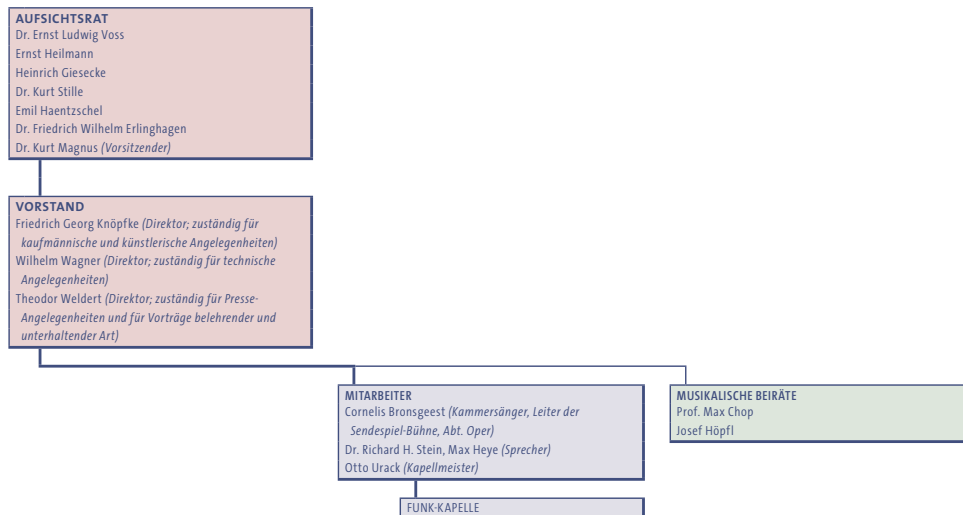 AUFSICHTSRAT
Dr. Ernst Ludwig Voss
Ernst Heilmann
Heinrich Giesecke
Dr. Kurt Stille
Emil Haentzschel
Dr. Friedrich Wilhelm Erlinghagen
Dr. Kurt Magnus (Vorsitzender)
VORSTAND
Friedrich Georg Knöpfke (Direktor; zuständig für
kaufmännische und künstlerische Angelegenheiten)
Wilhelm Wagner (Direktor; zuständig für technische
Angelegenheiten)
Theodor Weldert (Direktor; zuständig für Presse-
Angelegenheiten und für Vorträge belehrender und
unterhaltender Art)
MITARBEITER
Cornelis Bronsgeest (Kammersänger, Leiter der
Sendespiel-Bühne, Abt. Oper)
Dr. Richard H. Stein, Max Heye (Sprecher)
Otto Urack (Kapellmeister)
MUSIKALISCHE BEIRÄTE
Prof. Max Chop
Josef Höpfl
FUNK-KAPELLE